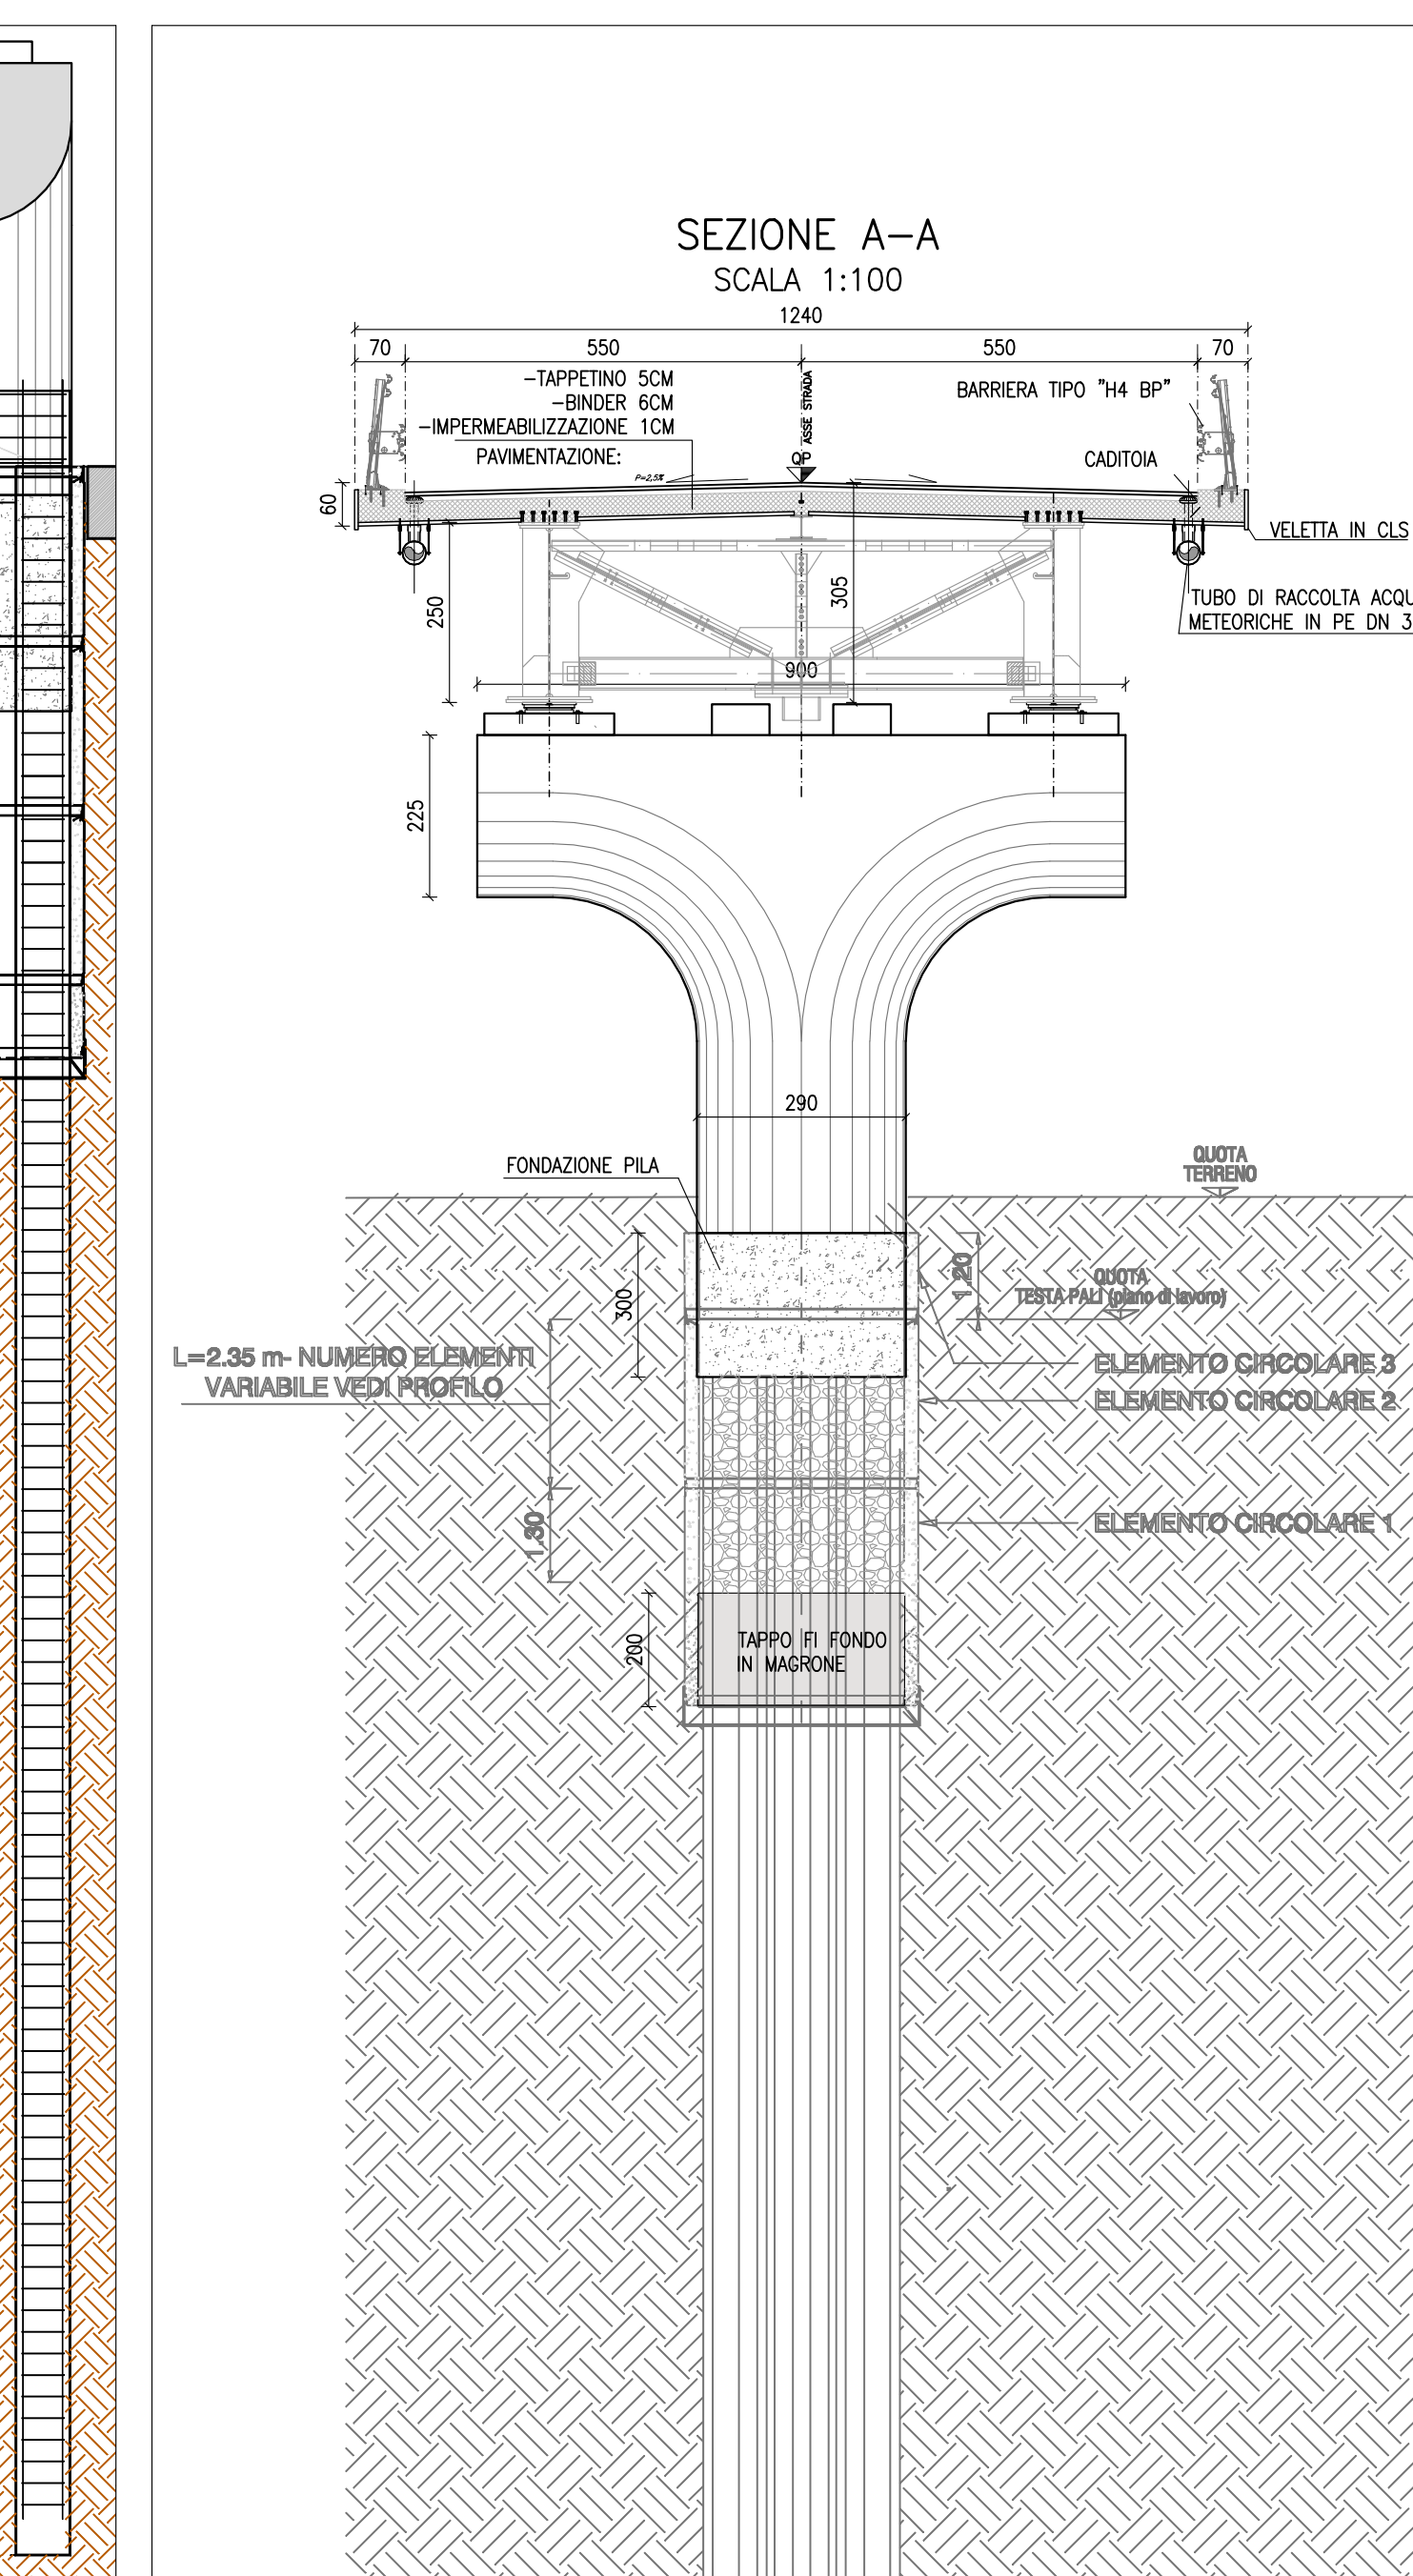 SEZIONE A-A
SCALA 1:100
1240
70 550 550 70
-TAPPETINO 5CM
-BINDER 6CM
-IMPERMEABILIZZAZIONE 1CM
PAVIMENTAZIONE:
ASSE STRADA
QP
BARRIERA TIPO "H4 BP"
CADITOIA
P=2,5%
60
VELETTA IN CLS
250
305
TUBO DI RACCOLTA ACQU
METEORICHE IN PE DN 3
900
225
290
FONDAZIONE PILA
QUOTA
TERRENO
300
1.20
QUOTA
TESTA PALI (piano di lavoro)
L=2.35 m- NUMERO ELEMENTI
VARIABILE VEDI PROFILO
ELEMENTO CIRCOLARE 3
ELEMENTO CIRCOLARE 2
1.30
ELEMENTO CIRCOLARE 1
200
TAPPO FI FONDO
IN MAGRONE